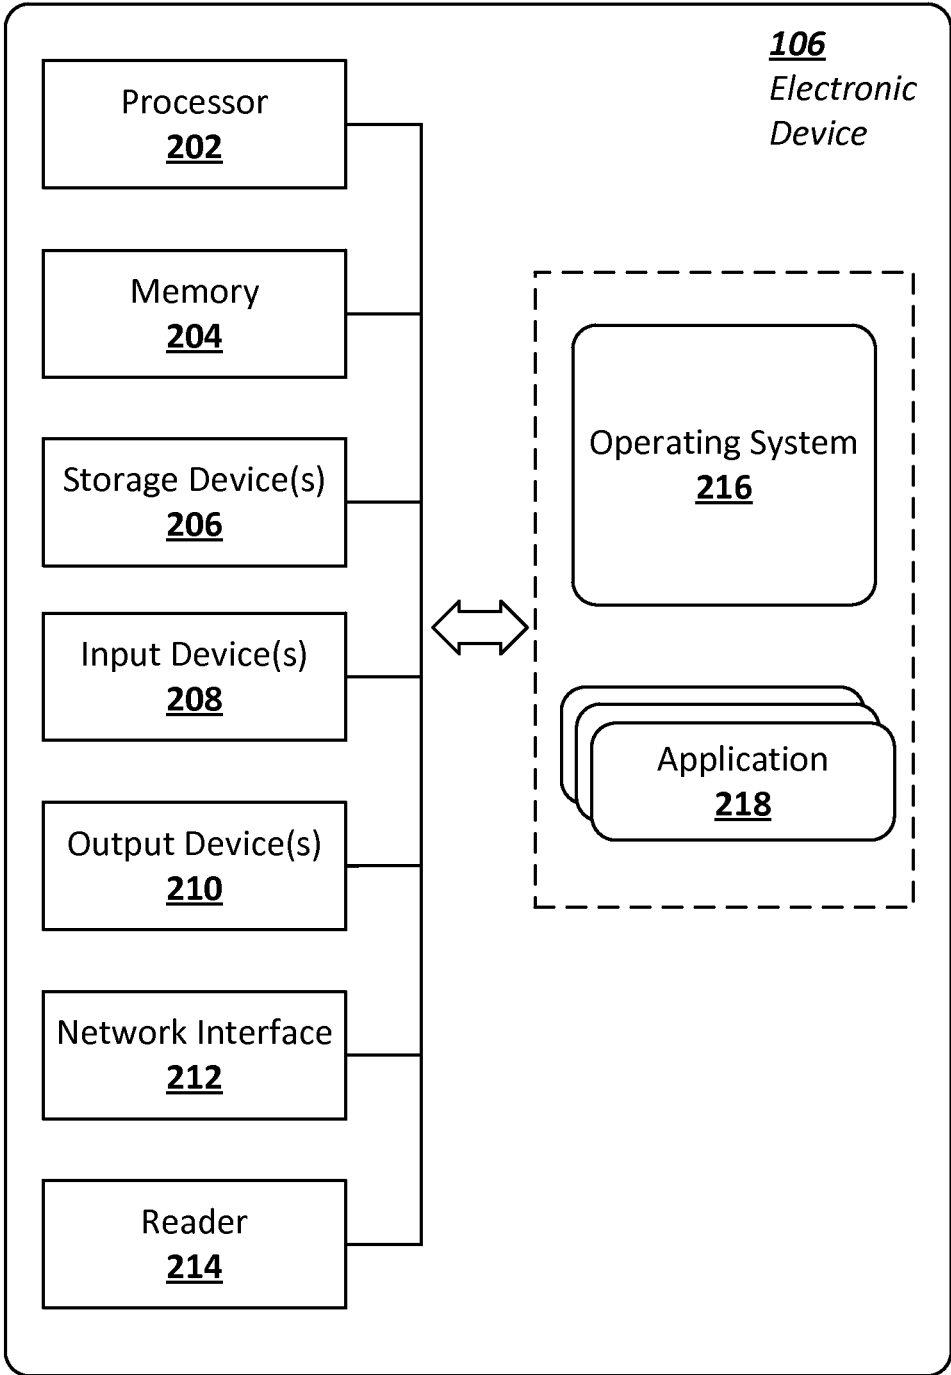 106
Electronic
Device
Processor
202
Memory
204
Storage Device(s)
206
Input Device(s)
208
Output Device(s)
210
Network Interface
212
Reader
214
Operating System
216
Application
218